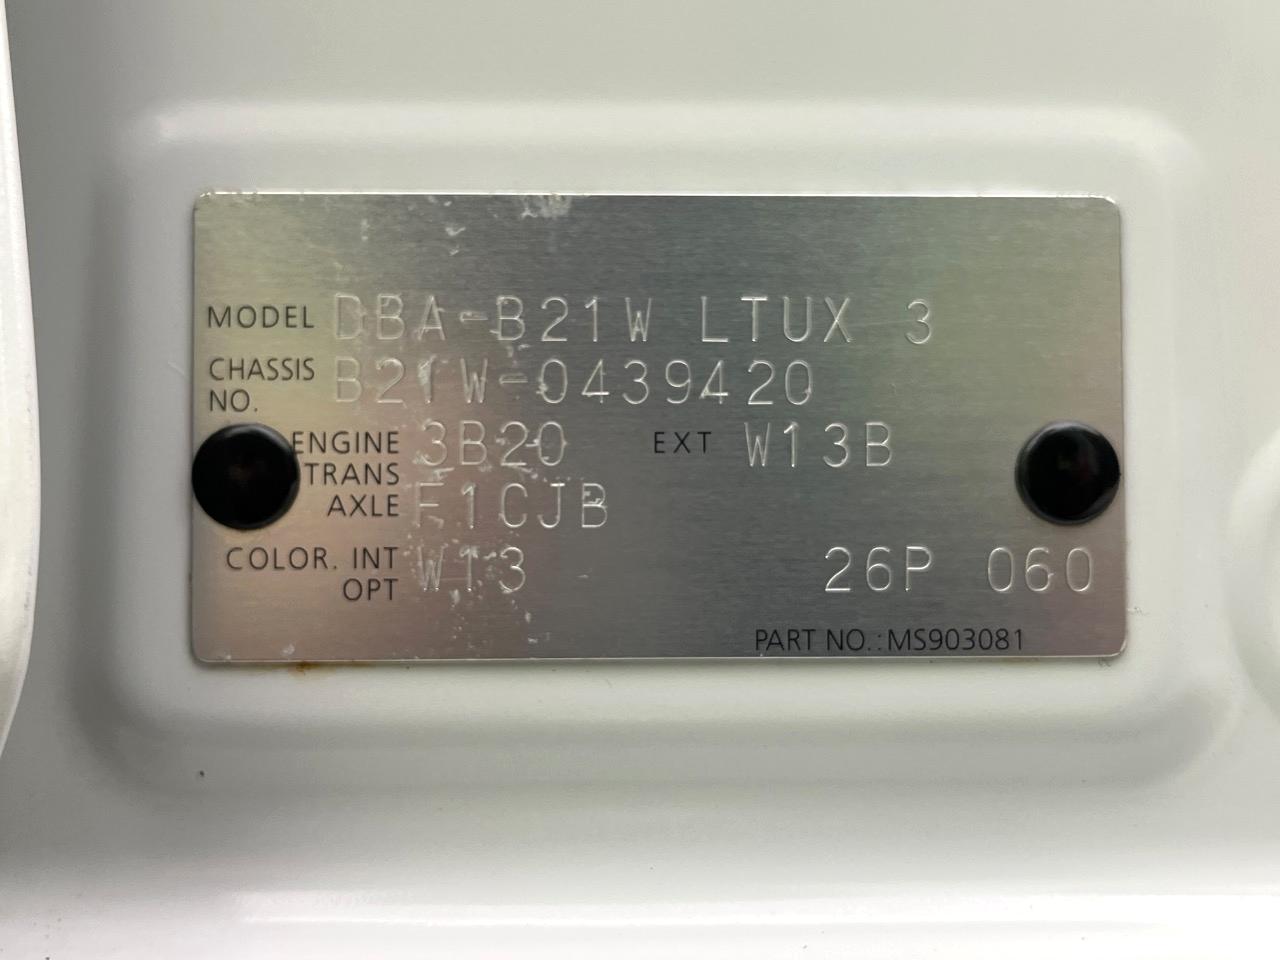 MODEL DBA-B21W LTUX 3
CHASSIS NO. B21W-0439420
ENGINE 3B20 EXT W13B
TRANS AXLE F1CJB
COLOR. INT OPT W13 26P 060
PART NO.: MS903081